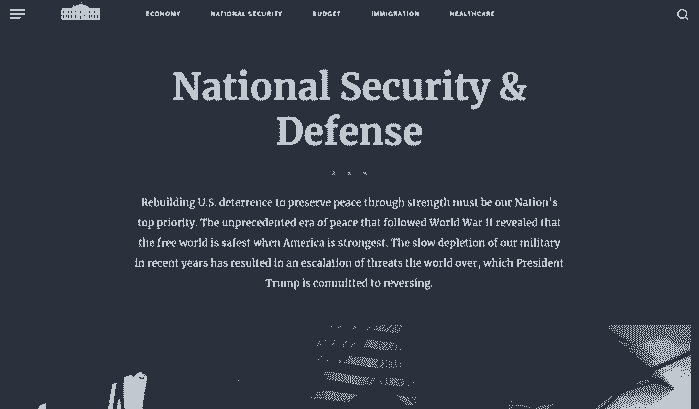 ECONOMY NATIONAL SECURITY BUDGET IMMIGRATION HEALTHCARE
National Security &
Defense
Rebuilding U.S. deterrence to preserve peace through strength must be our Nation's
top priority. The unprecedented era of peace that followed World War II revealed that
the free world is safest when America is strongest. The slow depletion of our military
in recent years has resulted in an escalation of threats the world over, which President
Trump is committed to reversing.